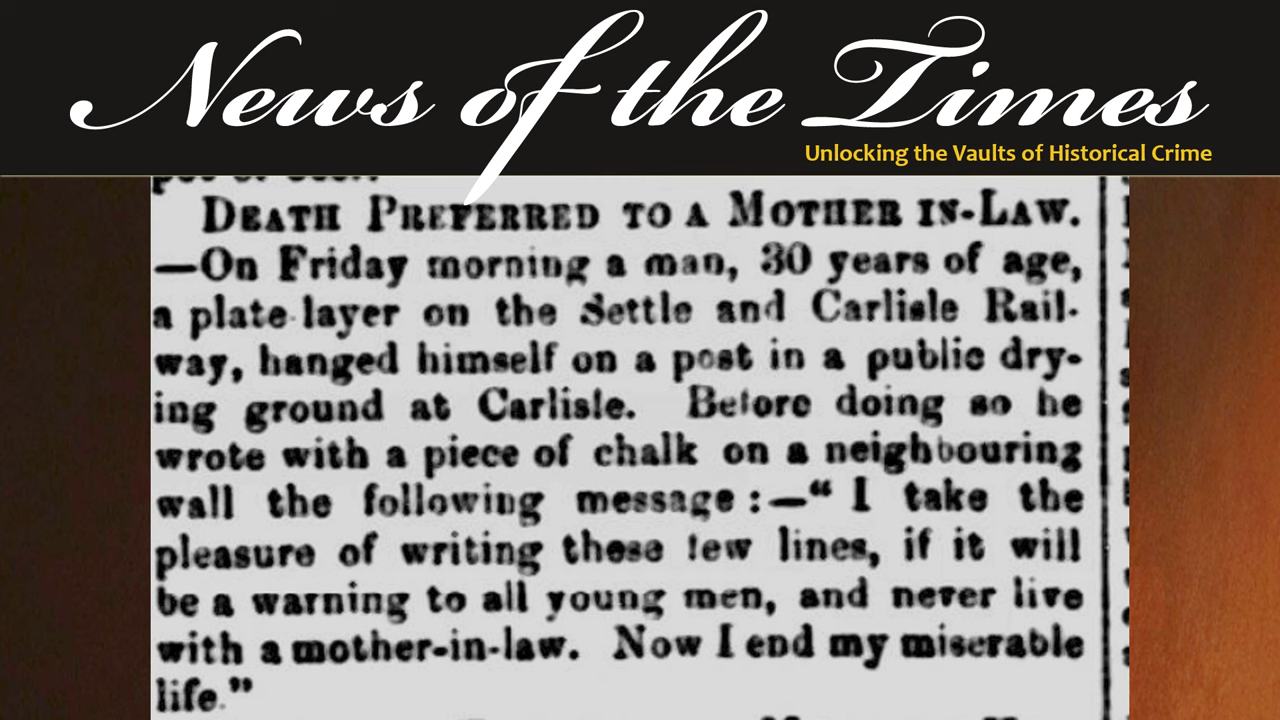 News of the Times
Unlocking the Vaults of Historical Crime
DEATH PREFERRED TO A MOTHER IN-LAW.
—On Friday morning a man, 30 years of age,
a plate-layer on the Settle and Carlisle Rail-
way, hanged himself on a post in a public dry-
ing ground at Carlisle. Before doing so he
wrote with a piece of chalk on a neighbouring
wall the following message :—“ I take the
pleasure of writing these few lines, if it will
be a warning to all young men, and never live
with a mother-in-law. Now I end my miserable
life.”